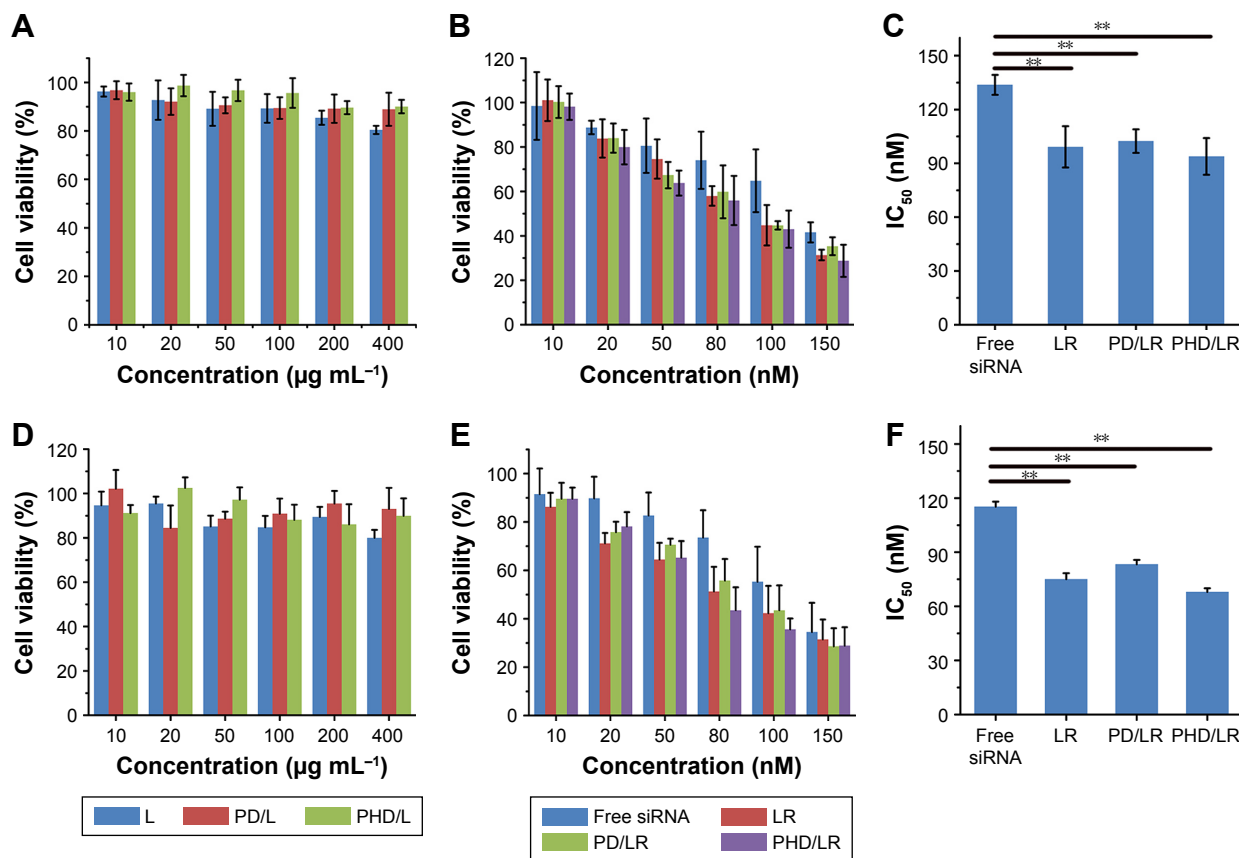 A
120
100
80
60
40
20
0
Cell viability (%)
10 20 50 100 200 400
Concentration (µg mL⁻¹)
B
120
100
80
60
40
20
0
Cell viability (%)
10 20 50 80 100 150
Concentration (nM)
C
150
120
90
60
30
0
IC₅₀ (nM)
**
**
**
Free siRNA
LR
PD/LR
PHD/LR
D
120
100
80
60
40
20
0
Cell viability (%)
10 20 50 100 200 400
Concentration (µg mL⁻¹)
L PD/L PHD/L
E
100
80
60
40
20
0
Cell viability (%)
10 20 50 80 100 150
Concentration (nM)
Free siRNA LR
PD/LR PHD/LR
F
150
120
90
60
30
0
IC₅₀ (nM)
**
**
**
Free siRNA
LR
PD/LR
PHD/LR